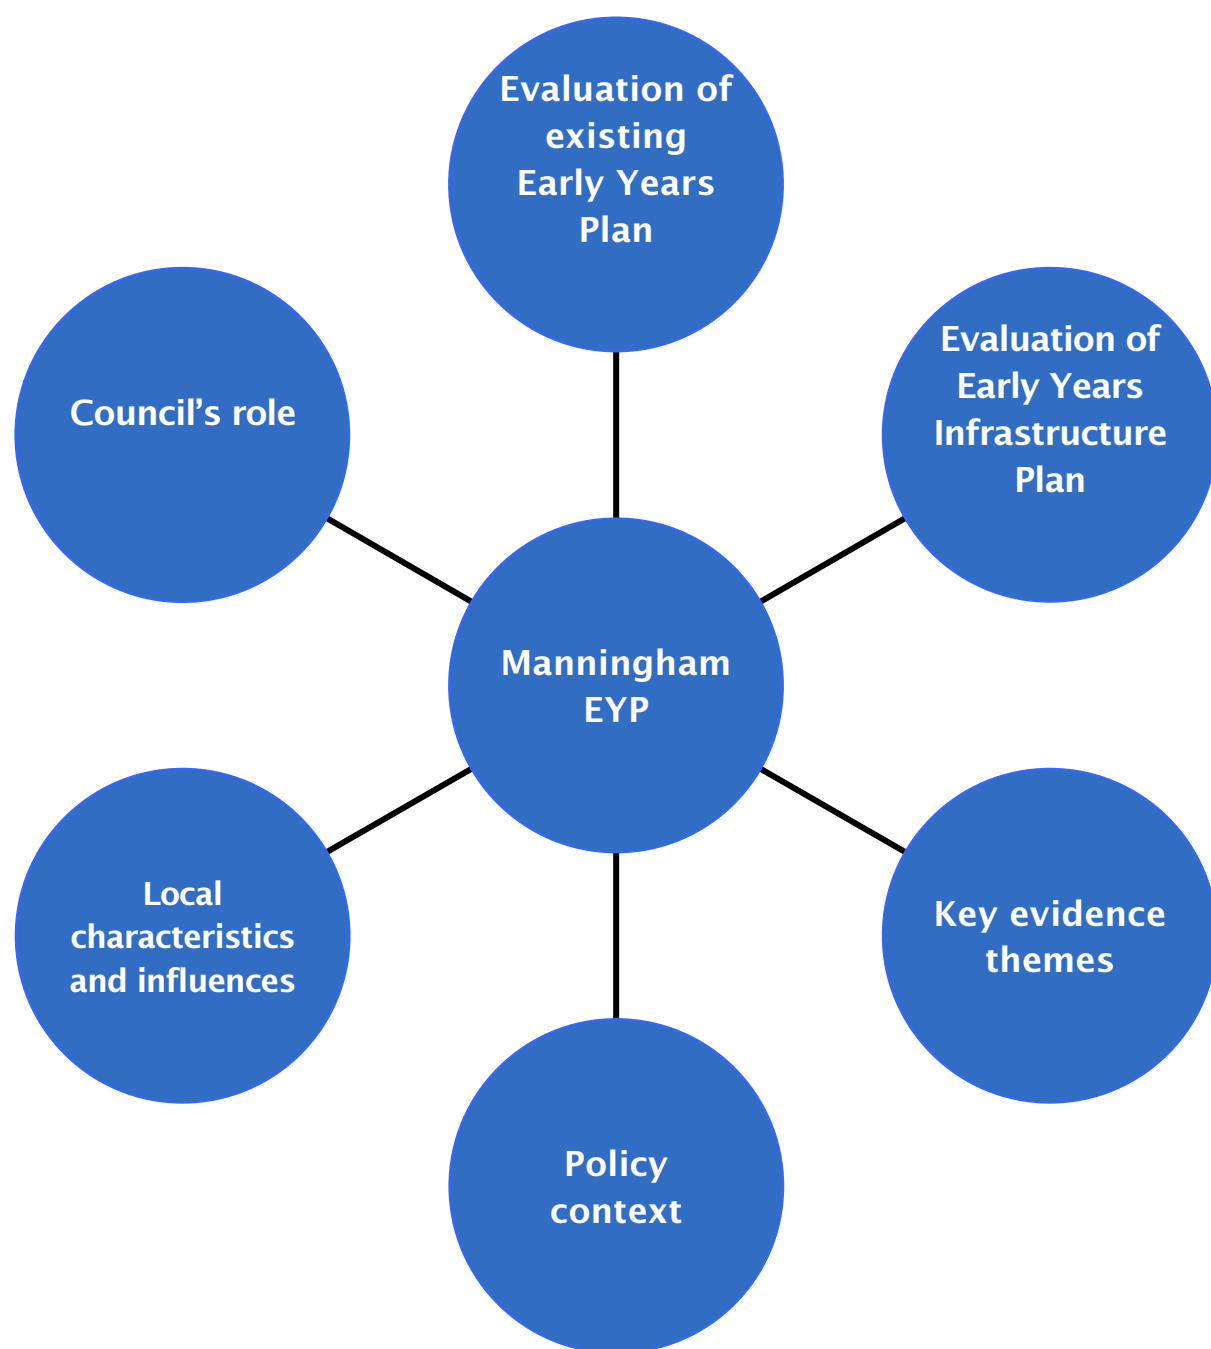 Evaluation of
existing
Early Years
Plan
Evaluation of
Early Years
Infrastructure
Plan
Council’s role
Manningham
EYP
Local
characteristics
and influences
Key evidence
themes
Policy
context